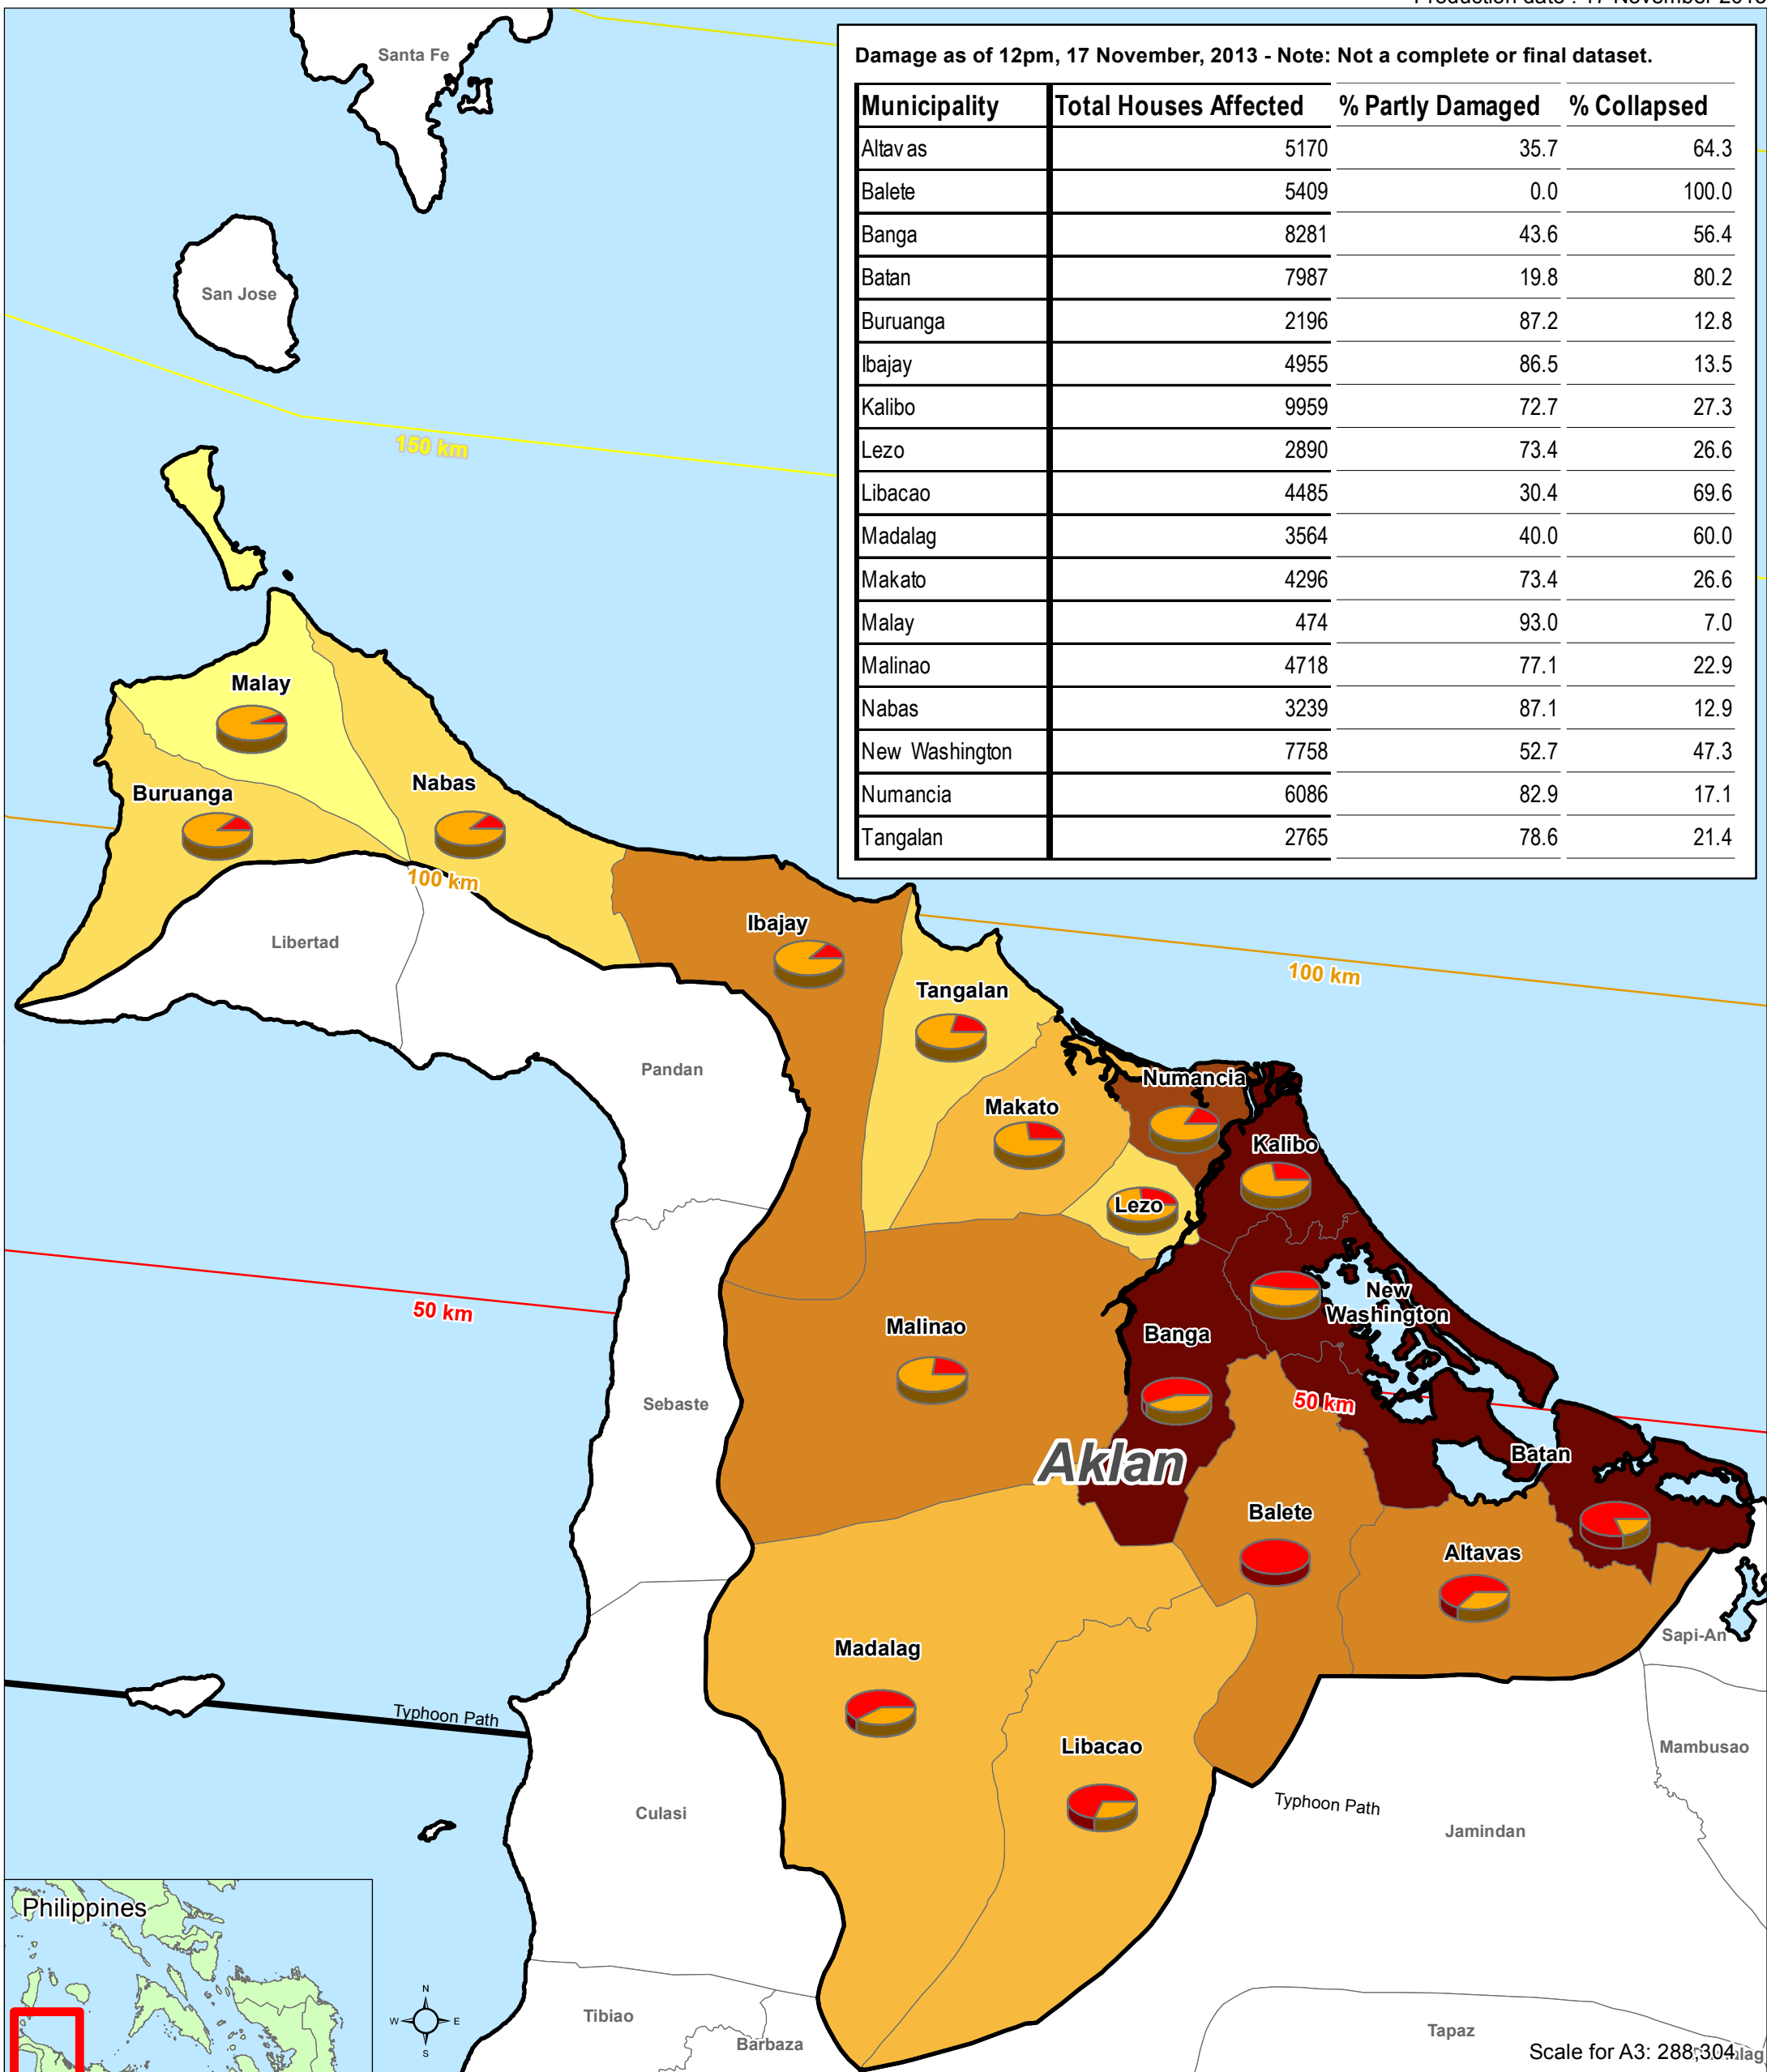 Santa Fe
Damage as of 12pm, 17 November, 2013 - Note: Not a complete or final dataset.
Municipality Total Houses Affected % Partly Damaged % Collapsed
Altavas 5170 35.7 64.3
Balete 5409 0.0 100.0
Banga 8281 43.6 56.4
Batan 7987 19.8 80.2
Buruanga 2196 87.2 12.8
Ibajay 4955 86.5 13.5
Kalibo 9959 72.7 27.3
Lezo 2890 73.4 26.6
Libacao 4485 30.4 69.6
Madalag 3564 40.0 60.0
Makato 4296 73.4 26.6
Malay 474 93.0 7.0
Malinao 4718 77.1 22.9
Nabas 3239 87.1 12.9
New Washington 7758 52.7 47.3
Numancia 6086 82.9 17.1
Tangalan 2765 78.6 21.4
San Jose
150 km
Malay
Nabas
Buruanga
100 km
Ibajay
Libertad
100 km
Tangalan
Pandan
Numancia
Makato
Kalibo
Lezo
50 km
New
Washington
Malinao
Banga
Sebaste
50 km
Batan
Aklan
Balete
Altavas
Sapi-An
Madalag
Typhoon Path
Libacao
Mambusao
Typhoon Path
Culasi
Jamindan
Philippines
N
W E
S
Tibiao
Barbaza
Tapaz
Scale for A3: 288,304